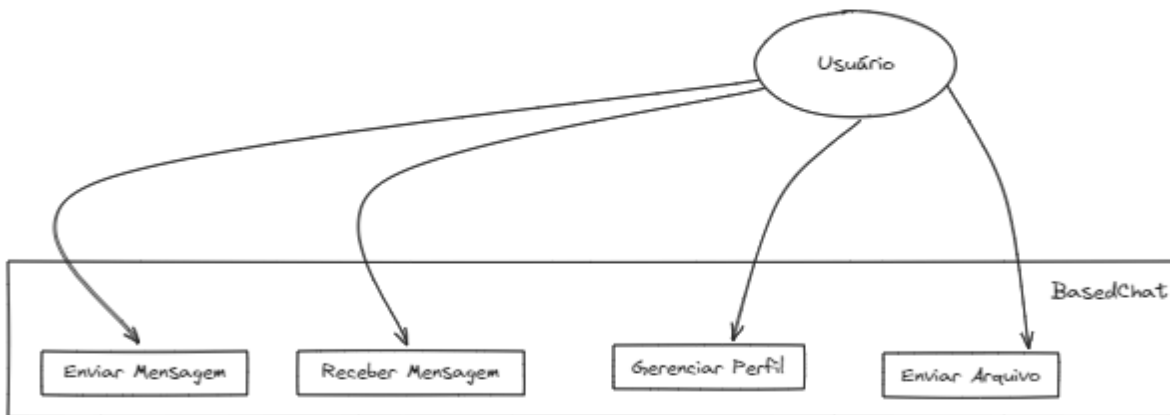 Usuário
BasedChat
Enviar Mensagem
Receber Mensagem
Gerenciar Perfil
Enviar Arquivo